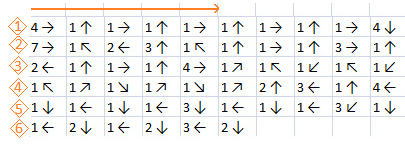 1 4→ 1↑ 1→ 1↑ 1→ 1↑ 1→ 1↑ 1→ 4↓
2 7→ 1↖ 2← 3↑ 1↖ 1↑ 1→ 1↑ 3→ 1↑
3 2← 1↑ 1→ 1↑ 4→ 1↗ 1↖ 1↙ 1↖ 1↙
4 1↖ 1↗ 1↘ 1↗ 1↘ 1↗ 2↑ 3← 1↑ 4←
5 1↓ 1← 1↓ 1← 3↓ 1← 1↓ 1← 3↙ 1↓
6 1← 2↓ 1← 2↓ 3← 2↓